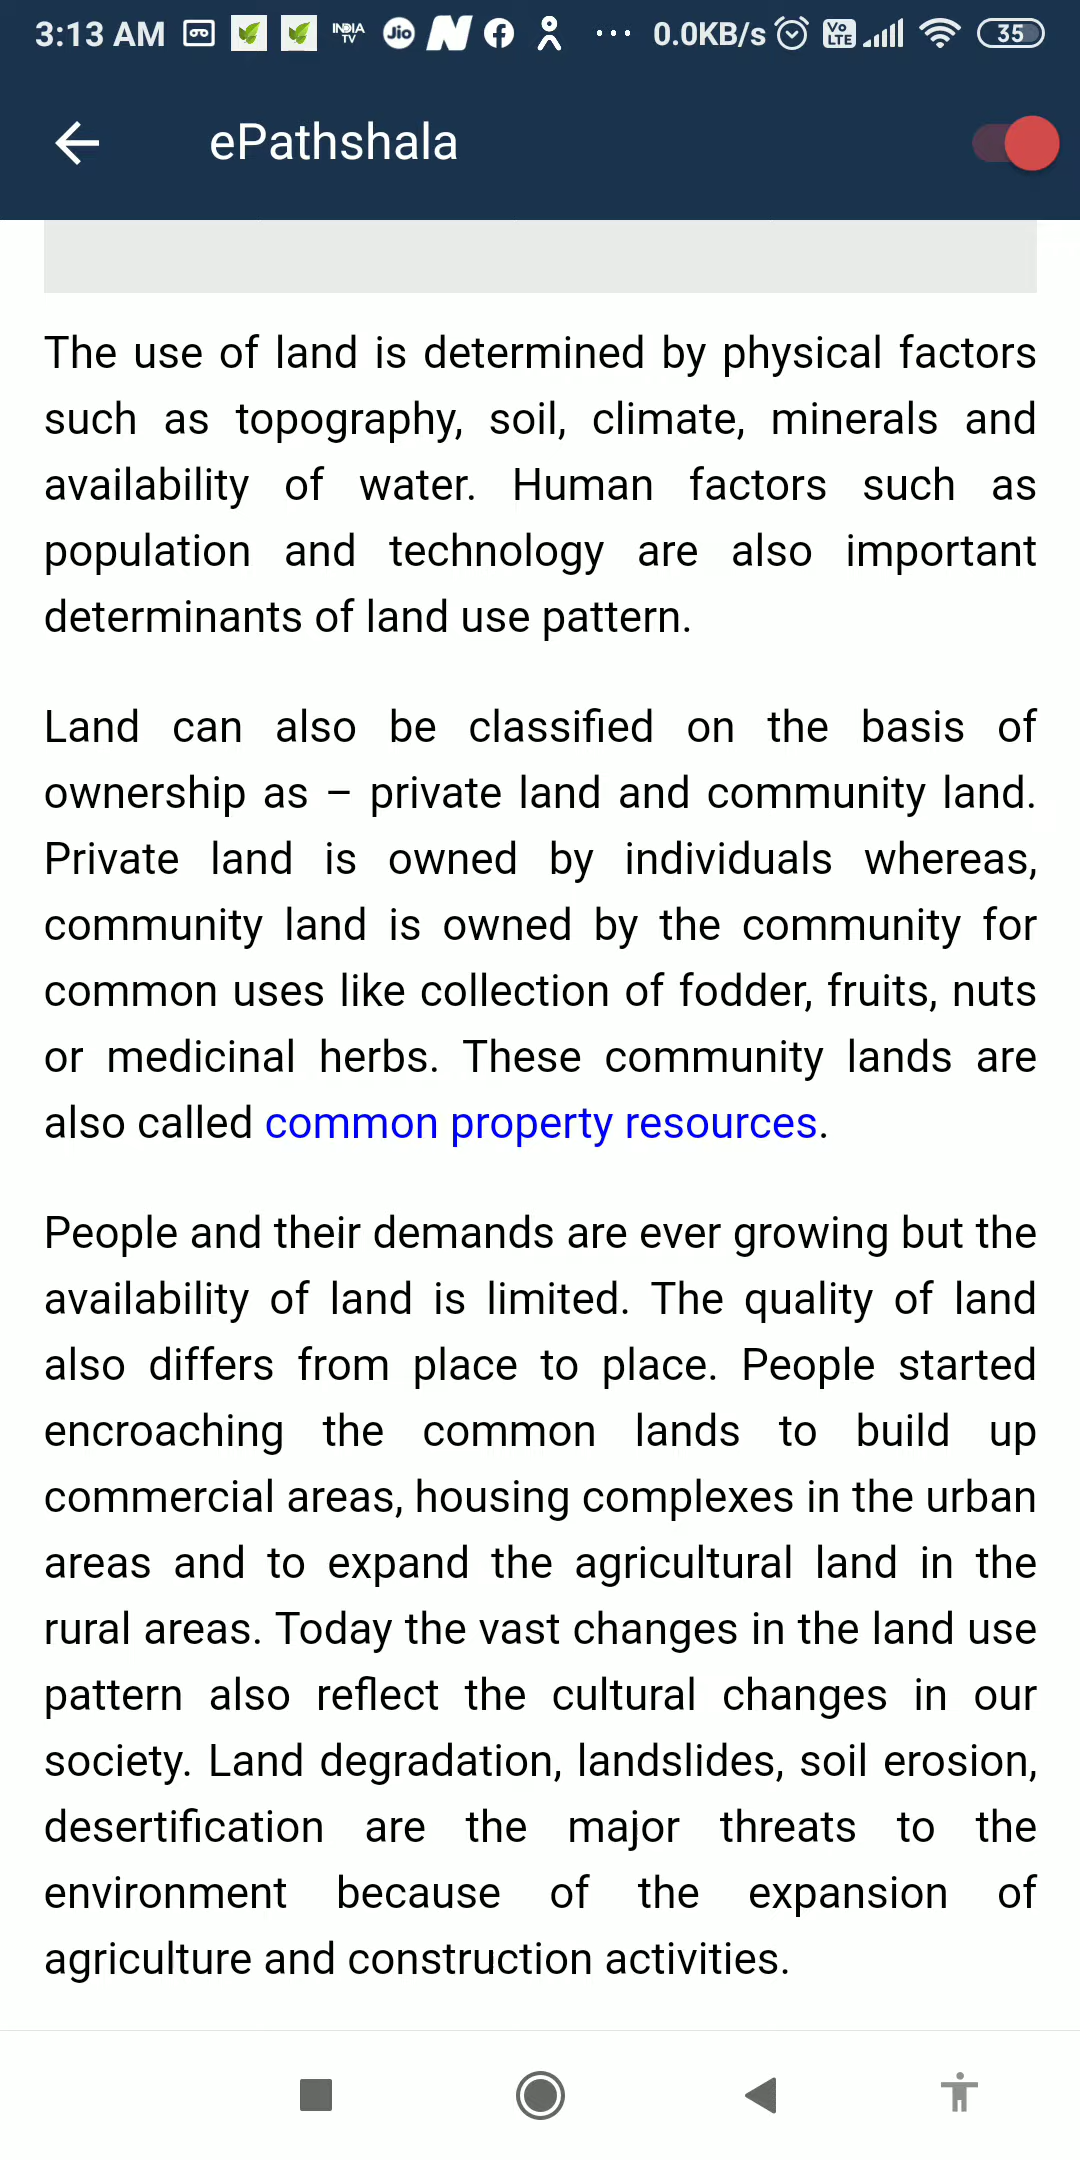 3:13 AM INDIA TV Jio N ... 0.0KB/s Vo LTE 35
ePathshala
The use of land is determined by physical factors
such as topography, soil, climate, minerals and
availability of water. Human factors such as
population and technology are also important
determinants of land use pattern.
Land can also be classified on the basis of
ownership as – private land and community land.
Private land is owned by individuals whereas,
community land is owned by the community for
common uses like collection of fodder, fruits, nuts
or medicinal herbs. These community lands are
also called common property resources.
People and their demands are ever growing but the
availability of land is limited. The quality of land
also differs from place to place. People started
encroaching the common lands to build up
commercial areas, housing complexes in the urban
areas and to expand the agricultural land in the
rural areas. Today the vast changes in the land use
pattern also reflect the cultural changes in our
society. Land degradation, landslides, soil erosion,
desertification are the major threats to the
environment because of the expansion of
agriculture and construction activities.